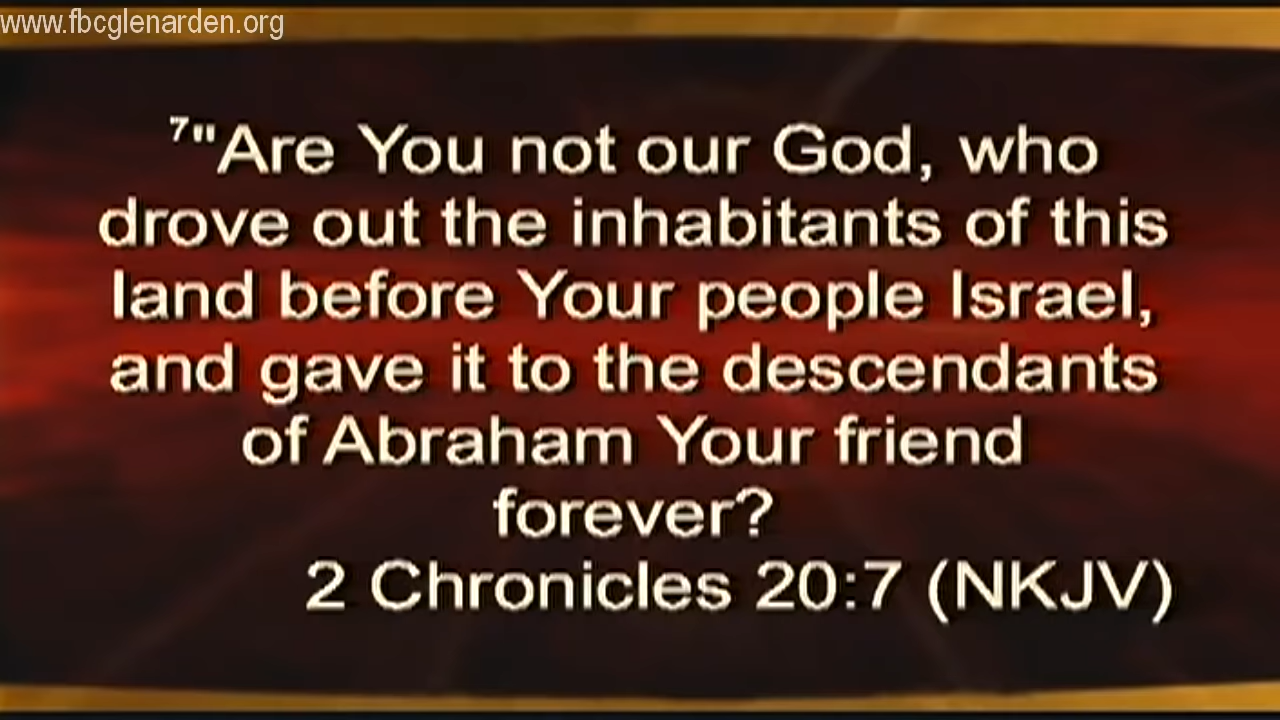 www.fbcglenarden.org
⁷"Are You not our God, who
drove out the inhabitants of this
land before Your people Israel,
and gave it to the descendants
of Abraham Your friend
forever?
2 Chronicles 20:7 (NKJV)